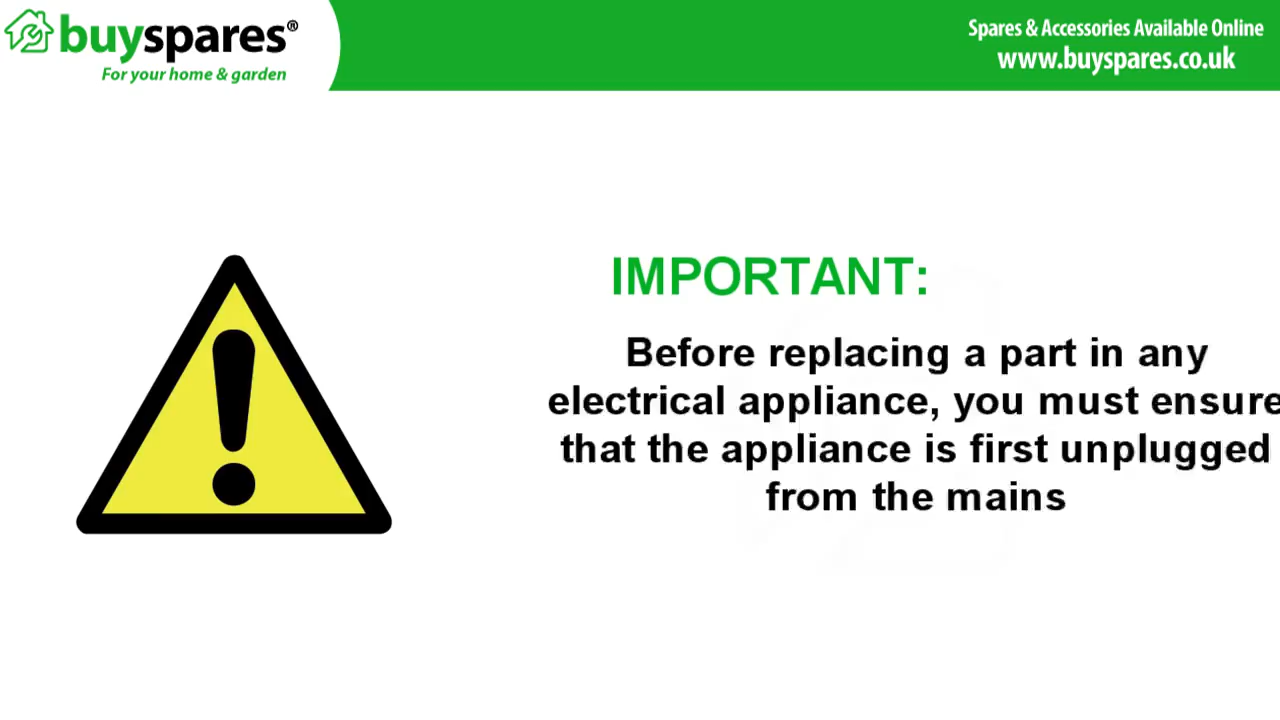 buyspares®
For your home & garden
Spares & Accessories Available Online
www.buyspares.co.uk
IMPORTANT:
Before replacing a part in any
electrical appliance, you must ensure
that the appliance is first unplugged
from the mains